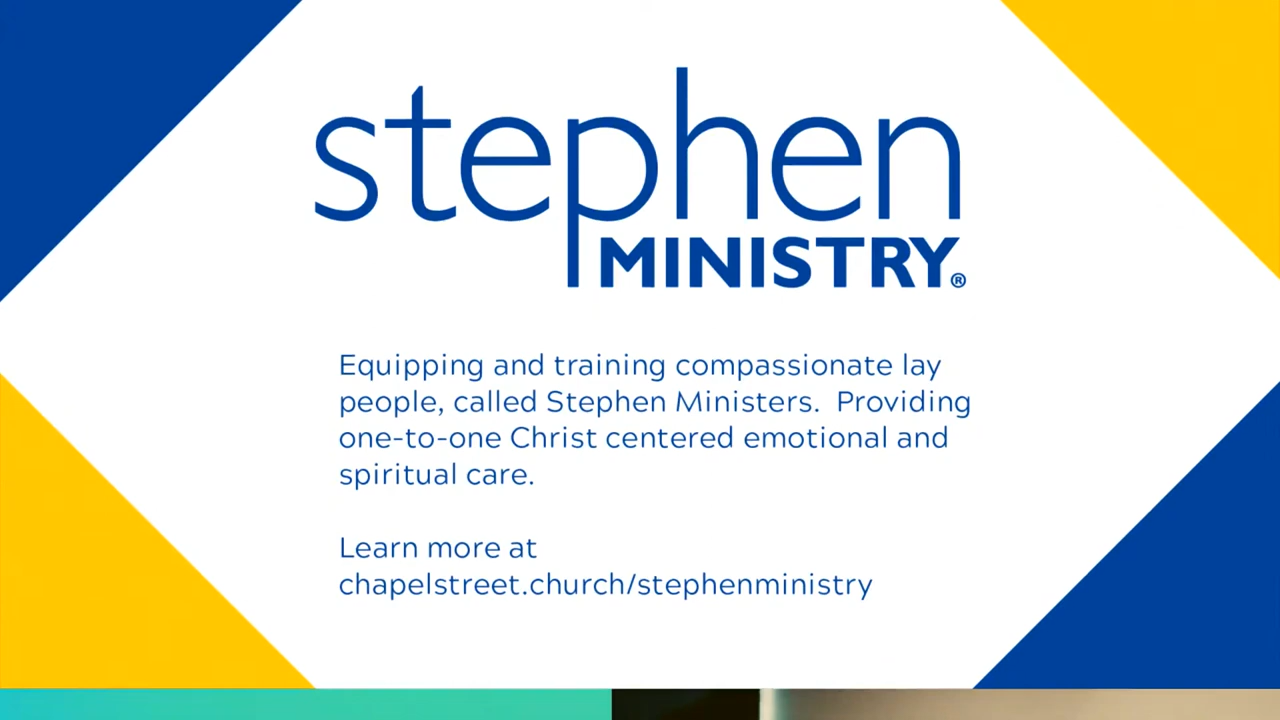 stephen
MINISTRY®
Equipping and training compassionate lay
people, called Stephen Ministers.  Providing
one-to-one Christ centered emotional and
spiritual care.
Learn more at
chapelstreet.church/stephenministry